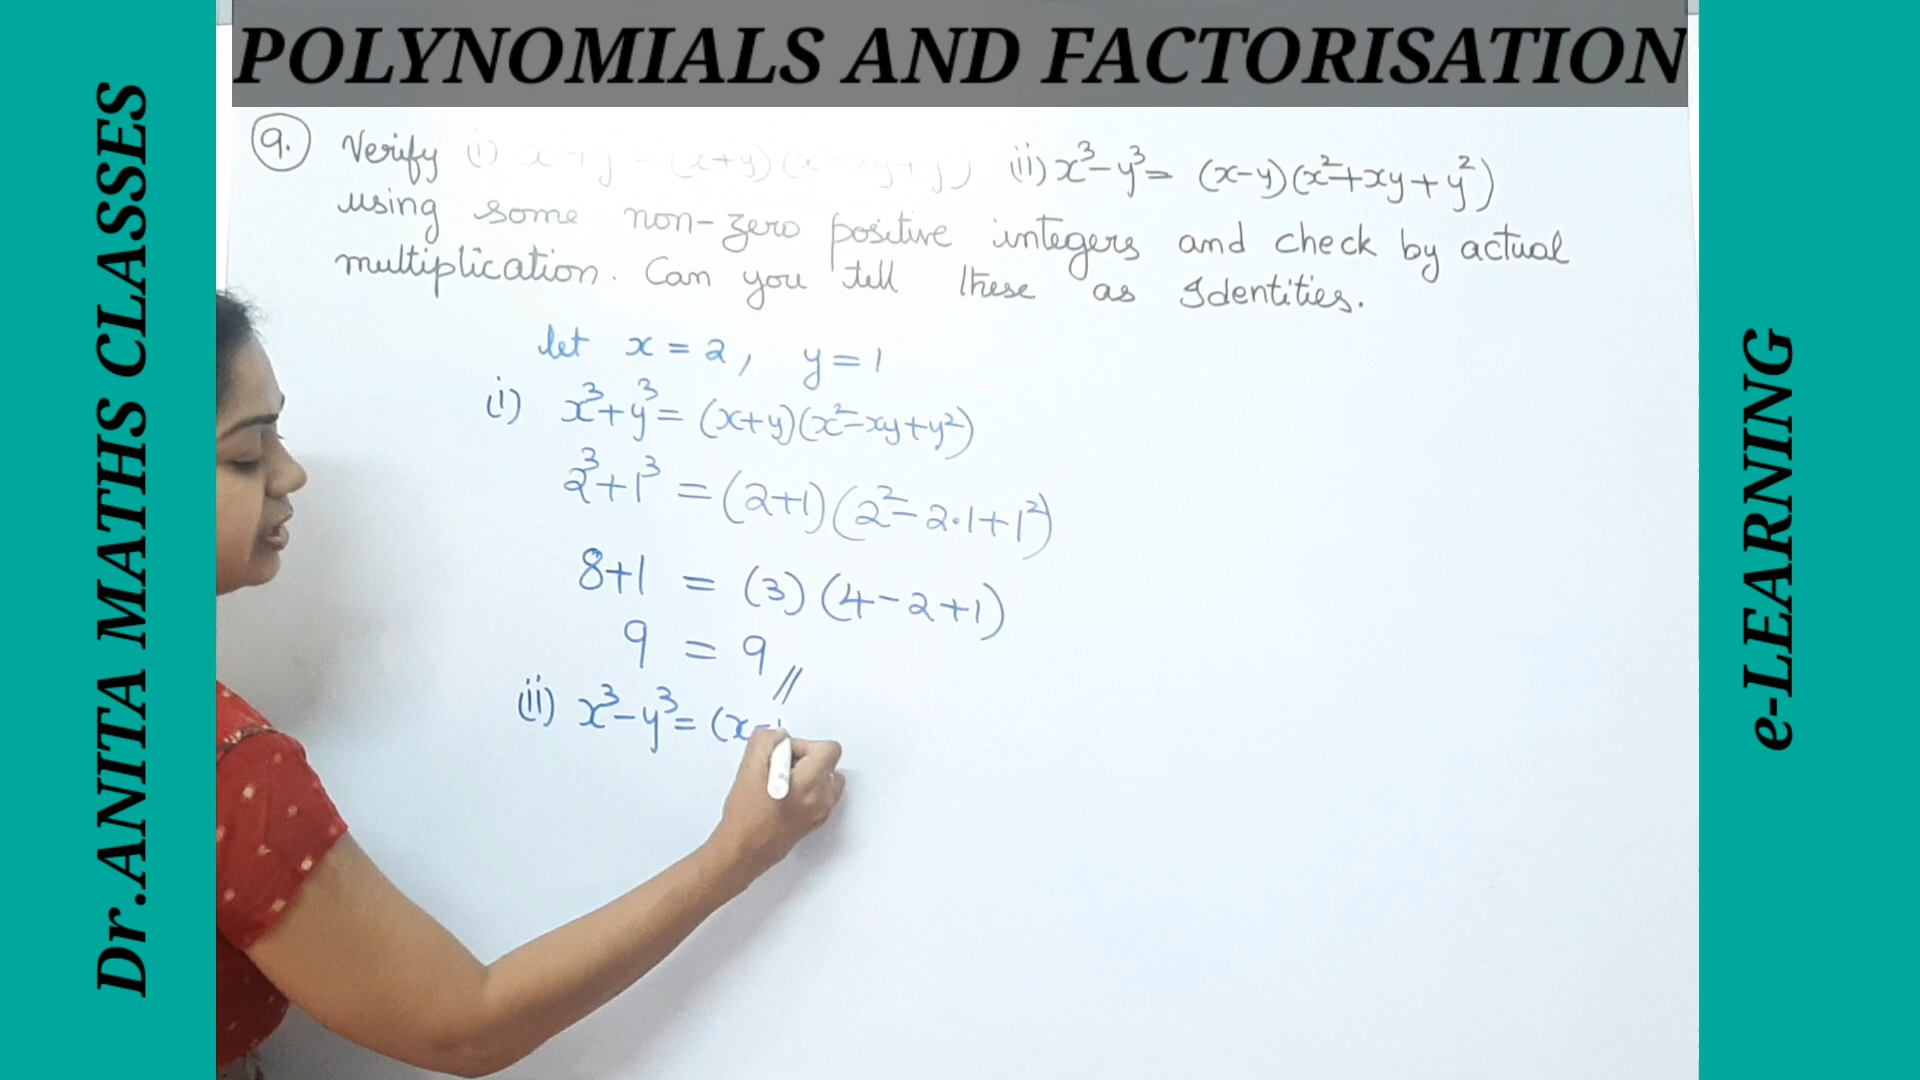 POLYNOMIALS AND FACTORISATION
Dr.ANITA MATHS CLASSES
9. Verify (i) x + y = (x+y)(x - xy+y) (ii) x³-y³= (x-y)(x²+xy+y²)
using some non-zero positive integers and check by actual
multiplication. Can you tell these as Identities.
let x = 2, y = 1
(i) x³+y³= (x+y)(x²-xy+y²)
2³+1³ = (2+1)(2²-2·1+1²)
8+1 = (3)(4-2+1)
9 = 9 //
(ii) x³-y³= (x-
e-LEARNING